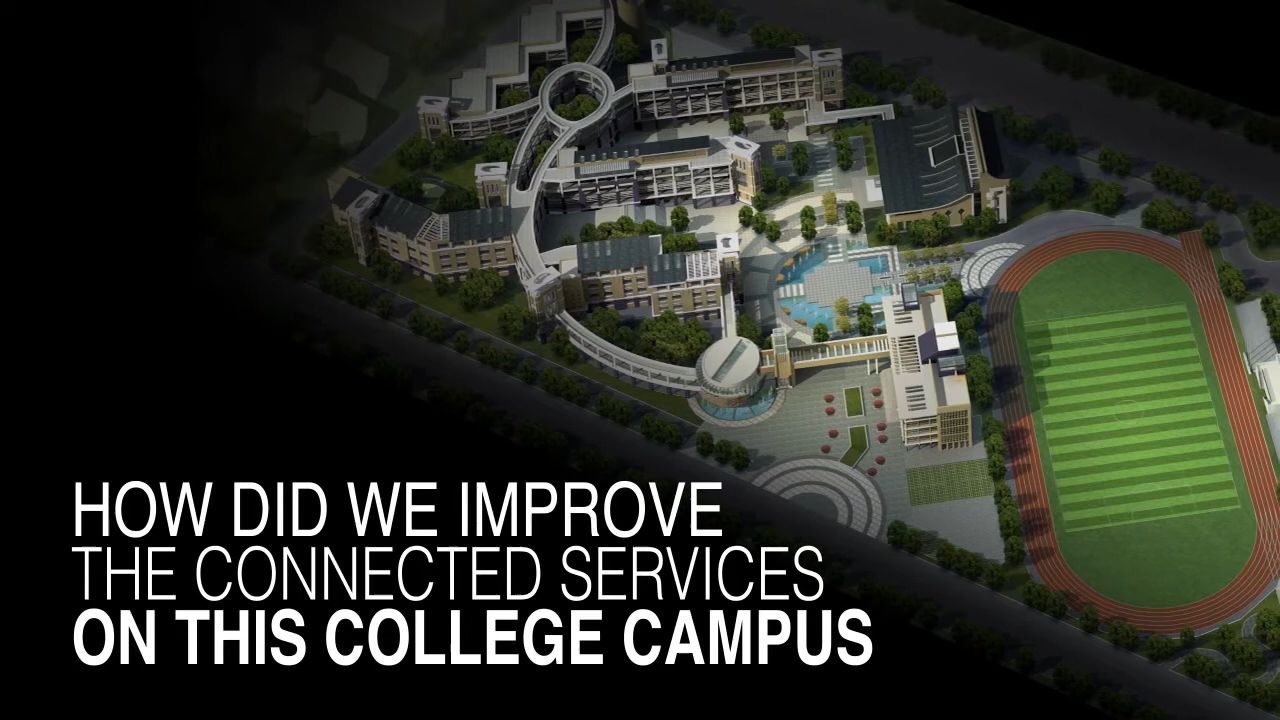 HOW DID WE IMPROVE
THE CONNECTED SERVICES
ON THIS COLLEGE CAMPUS